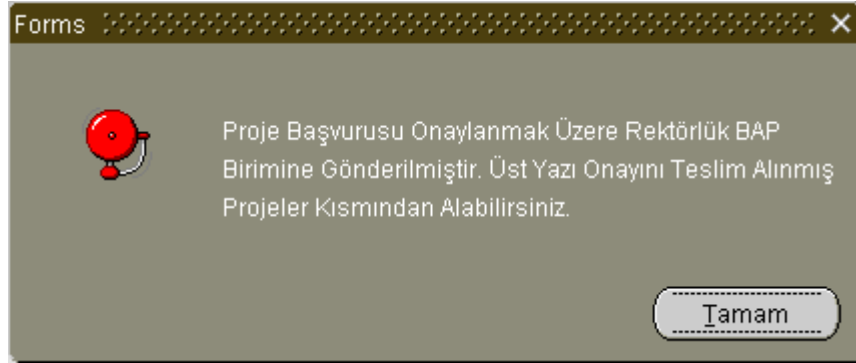 Forms
Proje Başvurusu Onaylanmak Üzere Rektörlük BAP
Birimine Gönderilmiştir. Üst Yazı Onayını Teslim Alınmış
Projeler Kısmından Alabilirsiniz.
Tamam